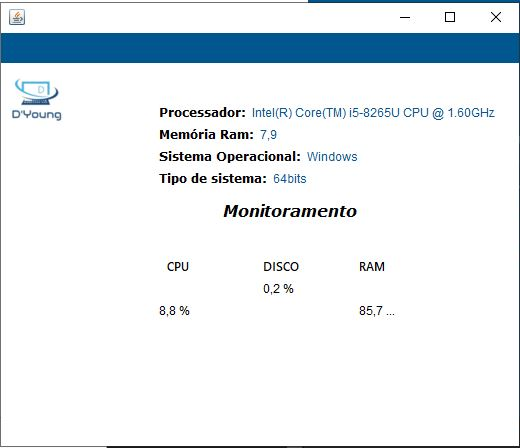 D'Young
Processador: Intel(R) Core(TM) i5-8265U CPU @ 1.60GHz
Memória Ram: 7,9
Sistema Operacional: Windows
Tipo de sistema: 64bits
Monitoramento
CPU DISCO RAM
0,2 %
8,8 % 85,7 ...